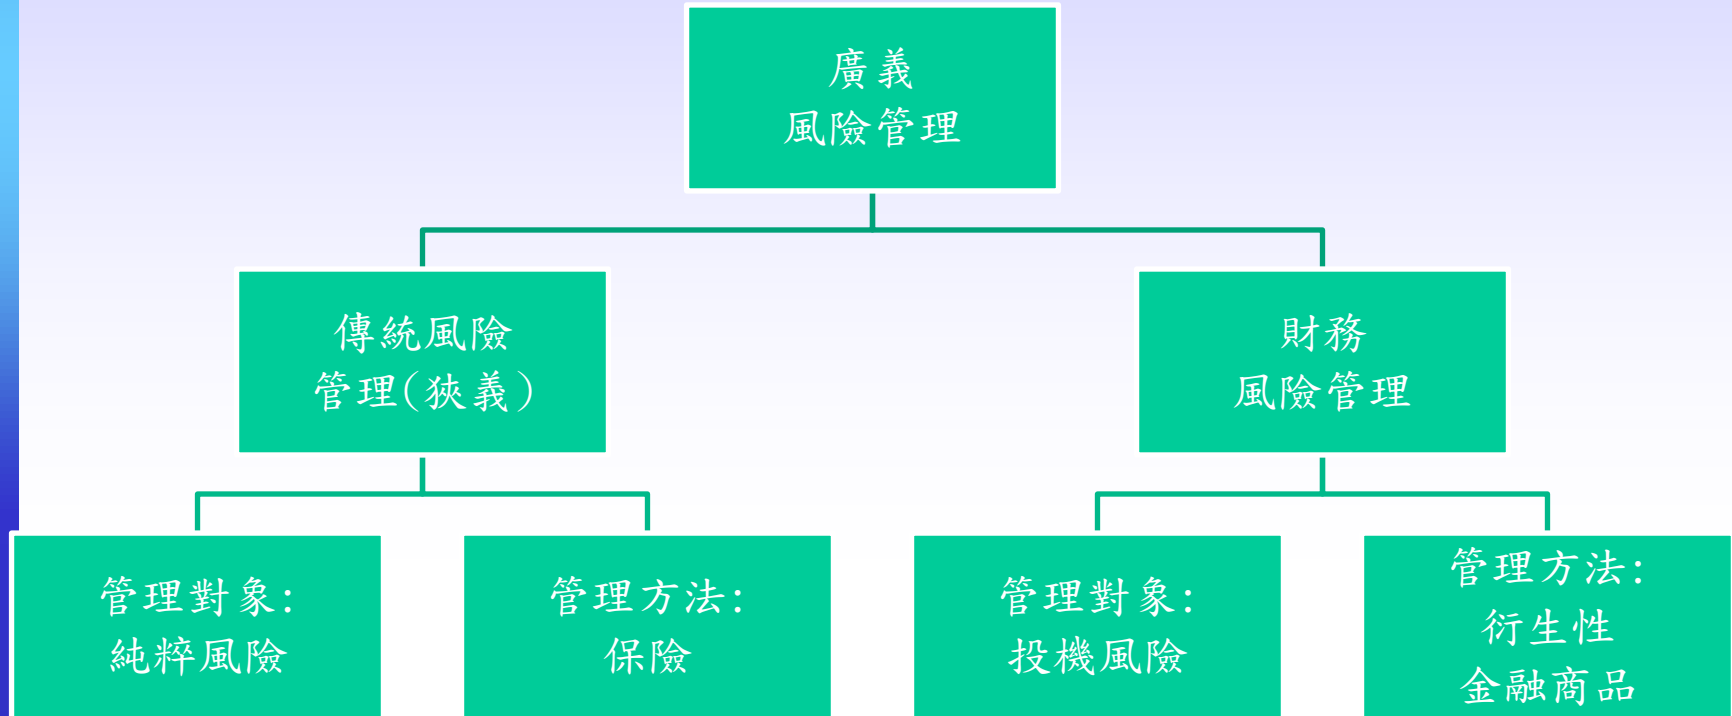 廣義
風險管理
傳統風險
管理(狹義)
財務
風險管理
管理對象:
純粹風險
管理方法:
保險
管理對象:
投機風險
管理方法:
衍生性
金融商品